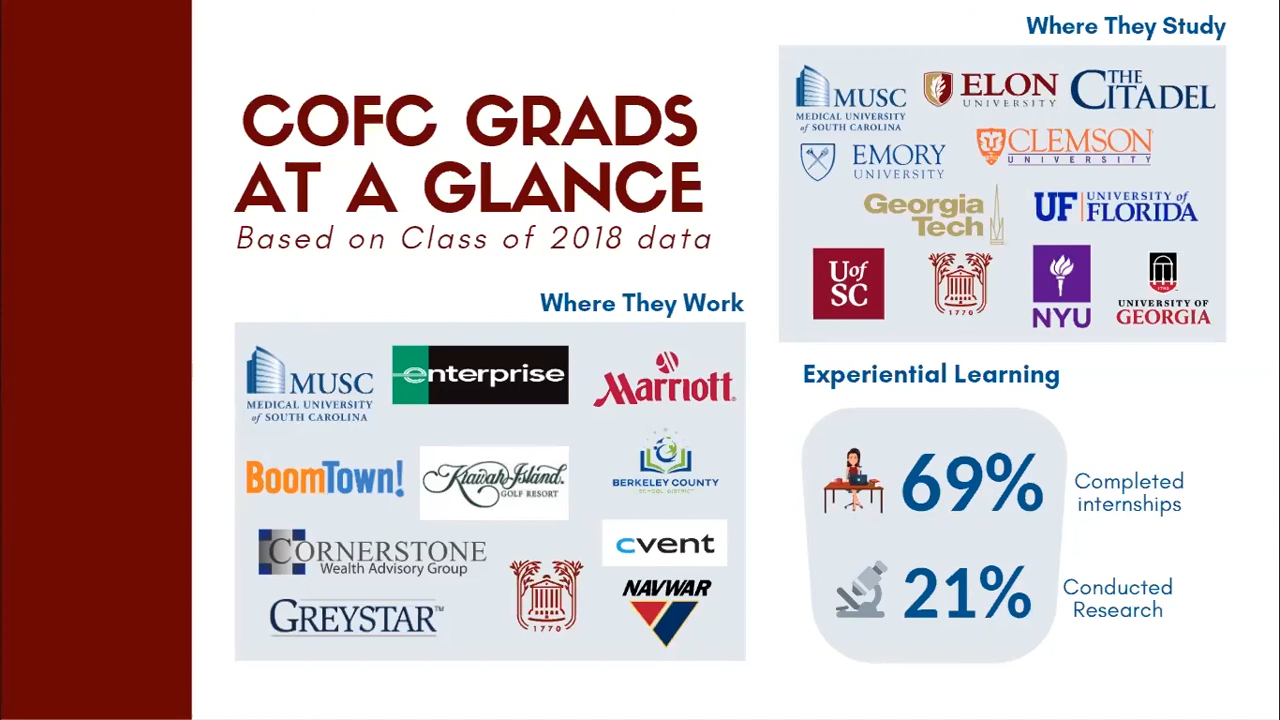 COFC GRADS
AT A GLANCE
Based on Class of 2018 data
Where They Work
MUSC
MEDICAL UNIVERSITY
of SOUTH CAROLINA
enterprise
Marriott
BoomTown!
Kiawah Island.
GOLF RESORT
BERKELEY COUNTY
SCHOOL DISTRICT
CORNERSTONE
Wealth Advisory Group
cvent
GREYSTAR™
1770
NAVWAR
Where They Study
MUSC
MEDICAL UNIVERSITY
of SOUTH CAROLINA
ELON
UNIVERSITY
THE
CITADEL
EMORY
UNIVERSITY
CLEMSON
UNIVERSITY
Georgia
Tech
UF UNIVERSITY of
FLORIDA
UofSC
1770
NYU
1785
UNIVERSITY OF
GEORGIA
Experiential Learning
69%
Completed
internships
21%
Conducted
Research